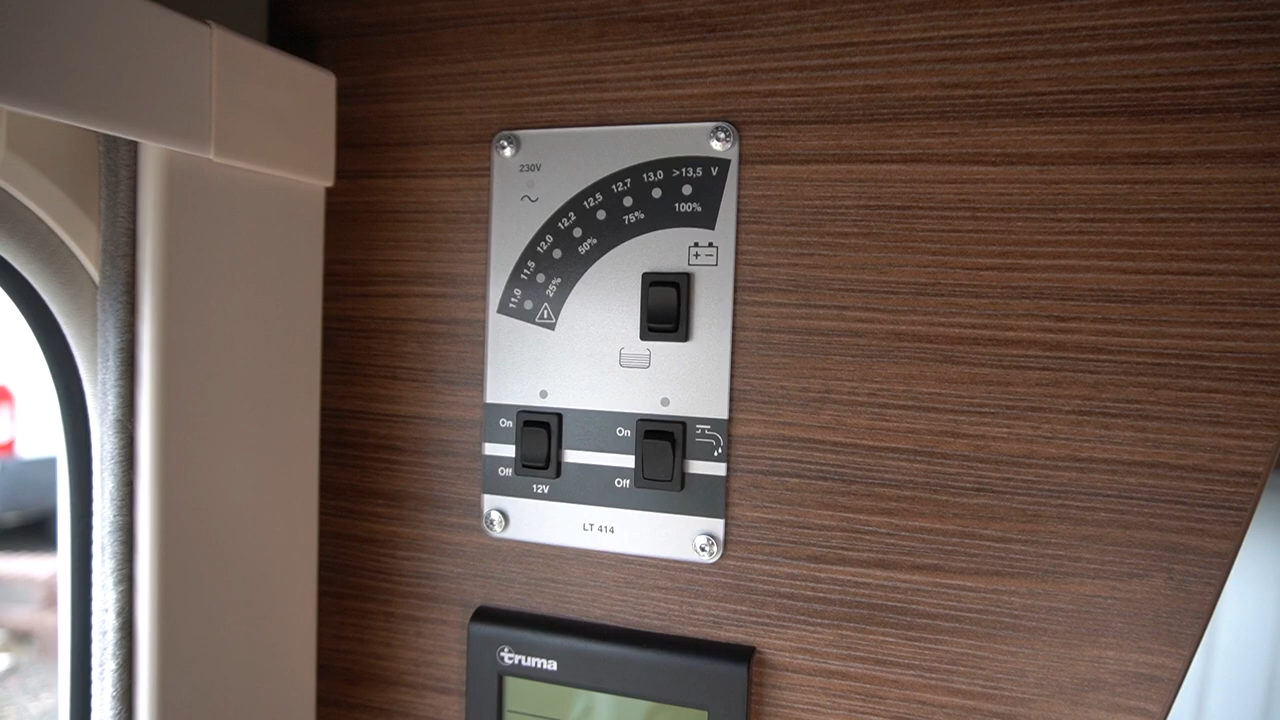 230V
11,0 11,5 12,0 12,2 12,5 12,7 13,0 >13,5 V
25% 50% 75% 100%
On On
Off Off
12V
LT 414
truma